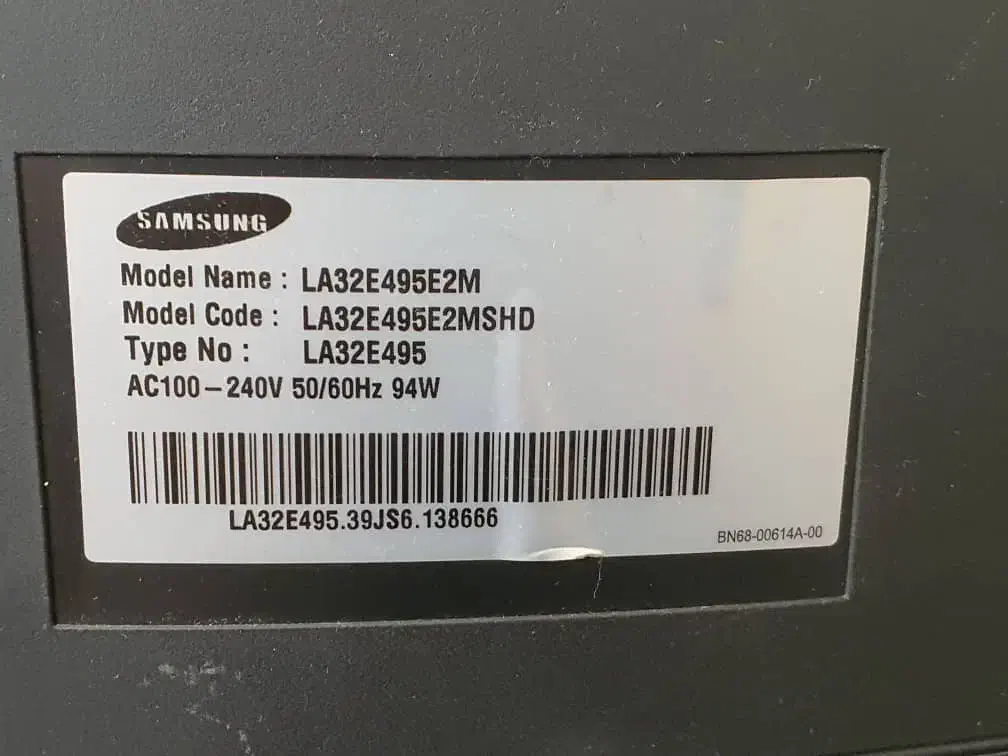 SAMSUNG
Model Name : LA32E495E2M
Model Code : LA32E495E2MSHD
Type No : LA32E495
AC100-240V 50/60Hz 94W
LA32E495.39JS6.138666
BN68-00614A-00